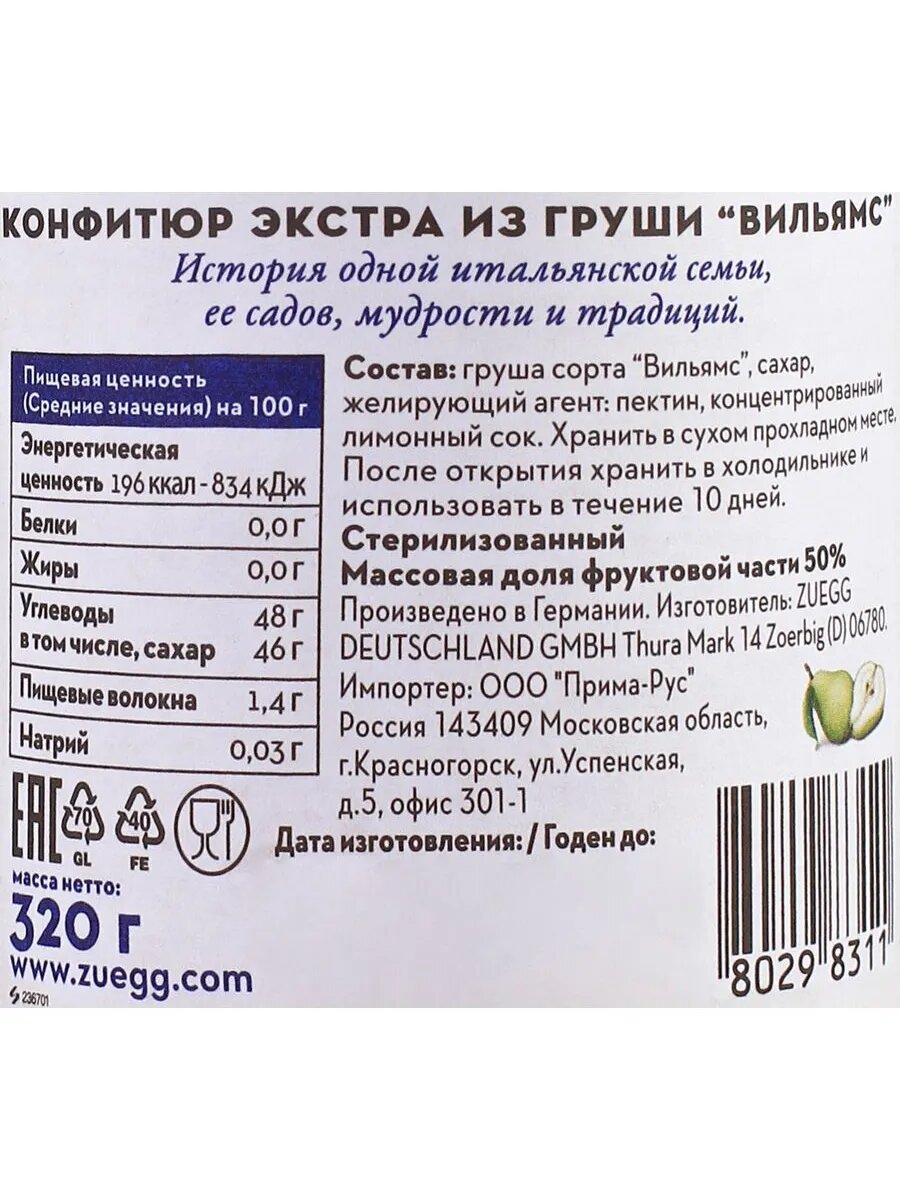 КОНФИТЮР ЭКСТРА ИЗ ГРУШИ “ВИЛЬЯМС”
История одной итальянской семьи,
ее садов, мудрости и традиций.
Пищевая ценность
(Средние значения) на 100 г
Энергетическая
ценность 196 ккал - 834 кДж
Белки 0,0 г
Жиры 0,0 г
Углеводы 48 г
в том числе, сахар 46 г
Пищевые волокна 1,4 г
Натрий 0,03 г
Состав: груша сорта “Вильямс”, сахар,
желирующий агент: пектин, концентрированный
лимонный сок. Хранить в сухом прохладном месте.
После открытия хранить в холодильнике и
использовать в течение 10 дней.
Стерилизованный
Массовая доля фруктовой части 50%
Произведено в Германии. Изготовитель: ZUEGG
DEUTSCHLAND GMBH Thura Mark 14 Zoerbig (D) 06780.
Импортер: ООО "Прима-Рус"
Россия 143409 Московская область,
г.Красногорск, ул.Успенская,
д.5, офис 301-1
Дата изготовления: / Годен до:
EAC
70
GL
40
FE
масса нетто:
320 г
www.zuegg.com
236701
8029 8311